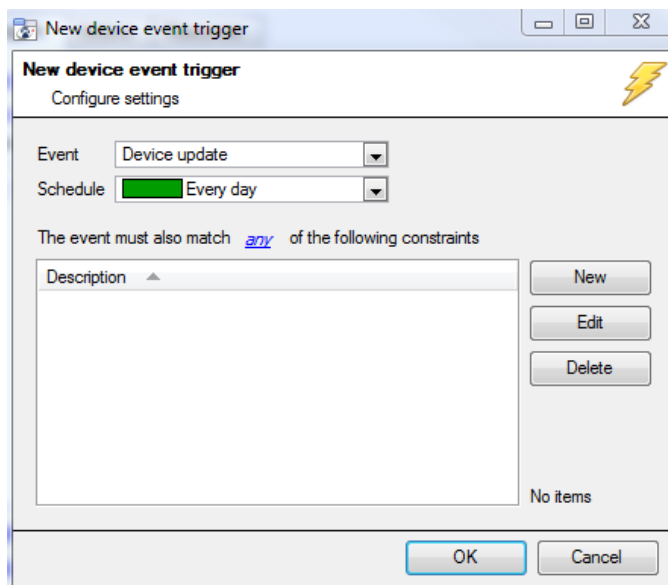 New device event trigger
New device event trigger
Configure settings
Event Device update
Schedule Every day
The event must also match any of the following constraints
Description
New
Edit
Delete
No items
OK Cancel